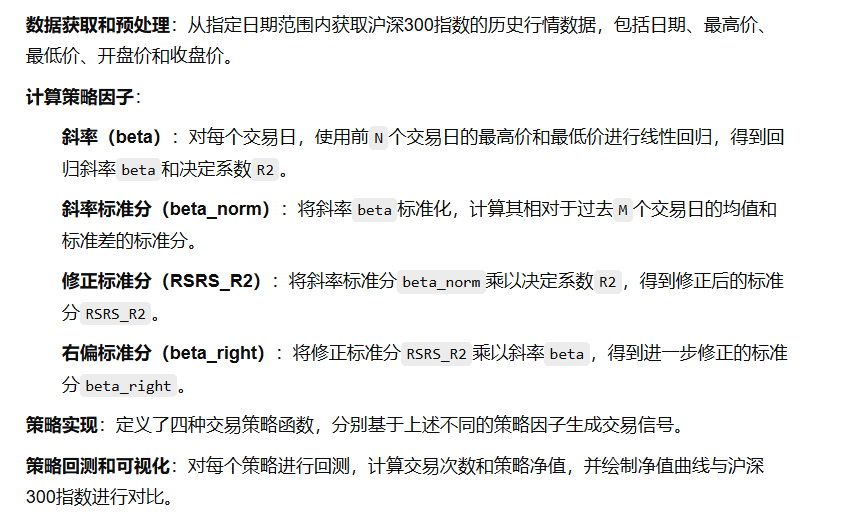 数据获取和预处理：从指定日期范围内获取沪深300指数的历史行情数据，包括日期、最高价、
最低价、开盘价和收盘价。
计算策略因子：
斜率（beta）：对每个交易日，使用前 N 个交易日的最高价和最低价进行线性回归，得到回
归斜率 beta 和决定系数 R2 。
斜率标准分（beta_norm）：将斜率 beta 标准化，计算其相对于过去 M 个交易日的均值和
标准差的标准分。
修正标准分（RSRS_R2）：将斜率标准分 beta_norm 乘以决定系数 R2 ，得到修正后的标准
分 RSRS_R2 。
右偏标准分（beta_right）：将修正标准分 RSRS_R2 乘以斜率 beta ，得到进一步修正的标准
分 beta_right 。
策略实现：定义了四种交易策略函数，分别基于上述不同的策略因子生成交易信号。
策略回测和可视化：对每个策略进行回测，计算交易次数和策略净值，并绘制净值曲线与沪深
300指数进行对比。